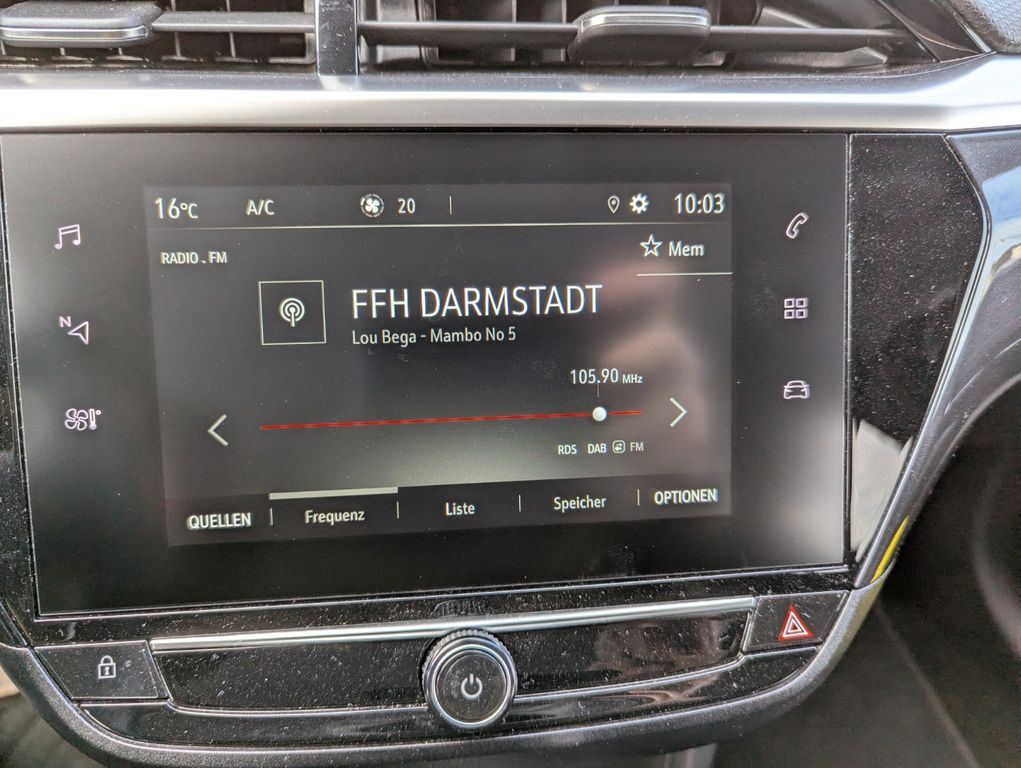 16°C A/C 20 10:03
RADIO . FM
Mem
FFH DARMSTADT
Lou Bega - Mambo No 5
105.90 MHz
RDS DAB FM
QUELLEN Frequenz Liste Speicher OPTIONEN
N